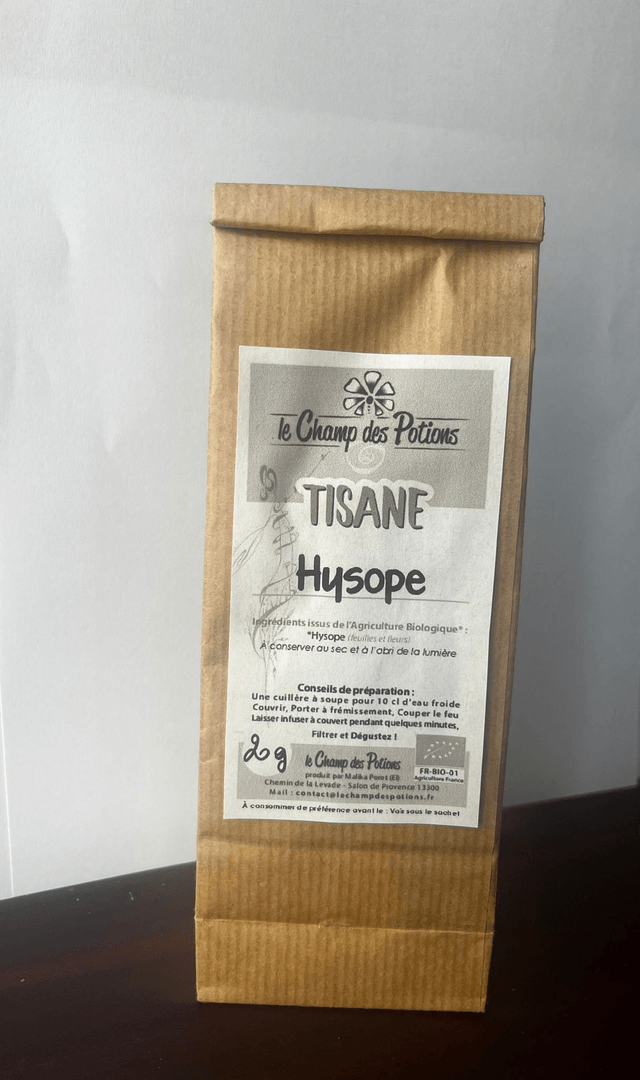 le Champ des Potions
TISANE
Hysope
Ingrédients issus de l'Agriculture Biologique* :
*Hysope (feuilles et fleurs)
À conserver au sec et à l'abri de la lumière
Conseils de préparation :
Une cuillère à soupe pour 10 cl d'eau froide
Couvrir, Porter à frémissement, Couper le feu
Laisser infuser à couvert pendant quelques minutes,
Filtrer et Dégustez !
20 g
le Champ des Potions
produit par Malika Porot (EI)
Chemin de la Levade - Salon de Provence 13300
Mail : contact@lechampdespotions.fr
FR-BIO-01
Agriculture France
À consommer de préférence avant le : Voir sous le sachet